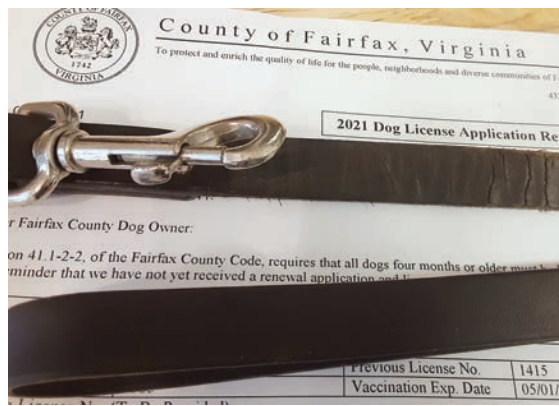 COUNTY OF FAIRFAX
1742
VIRGINIA
County of Fairfax, Virginia
To protect and enrich the quality of life for the people, neighborhoods and diverse communities of F
2021 Dog License Application Re
r Fairfax County Dog Owner:
on 41.1-2-2, of the Fairfax County Code, requires that all dogs four months or older must
minder that we have not yet received a renewal application and
Previous License No. 1415
Vaccination Exp. Date 05/01/